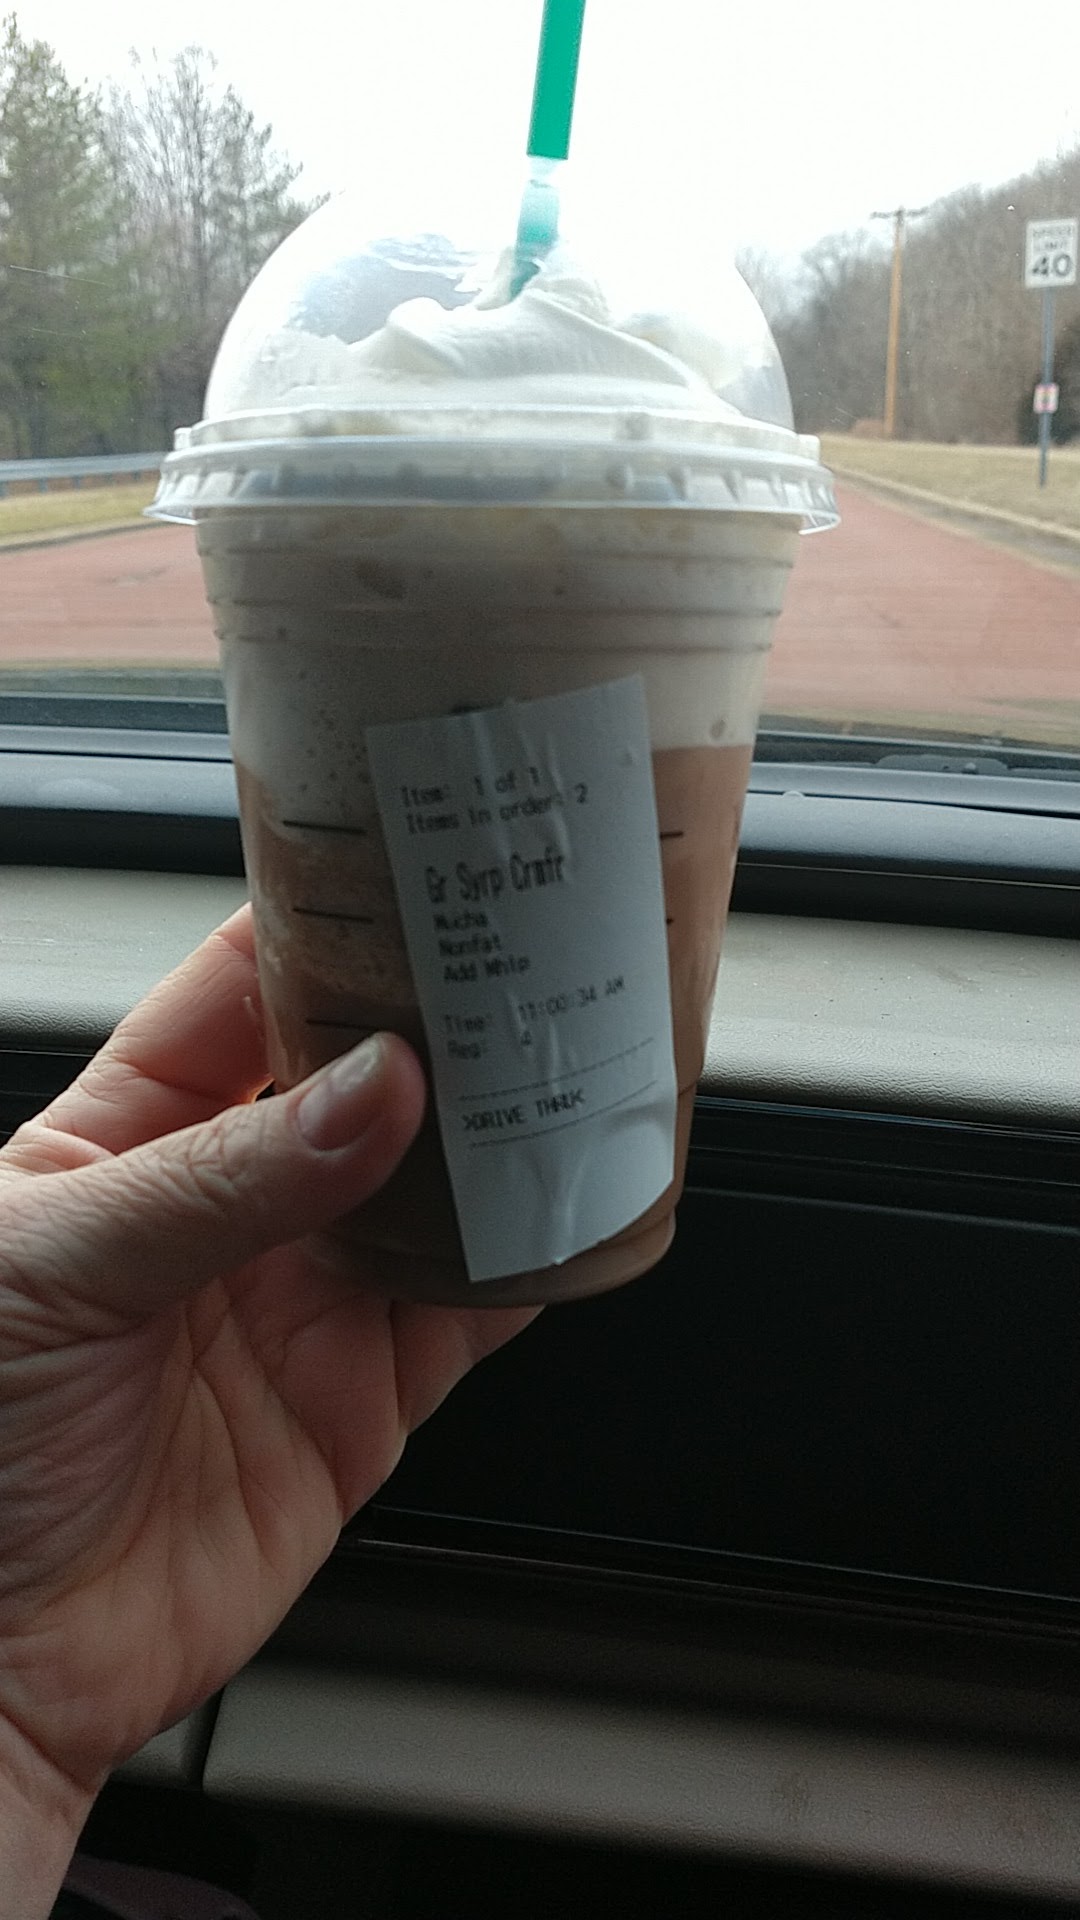 SPEED
LIMIT
40
Item: 1 of 1
Items in order: 2
Gr Syrp Crmfr
Mocha
Nonfat
Add Whip
Time: 11:00:34 AM
Reg: 4
>DRIVE THRU<